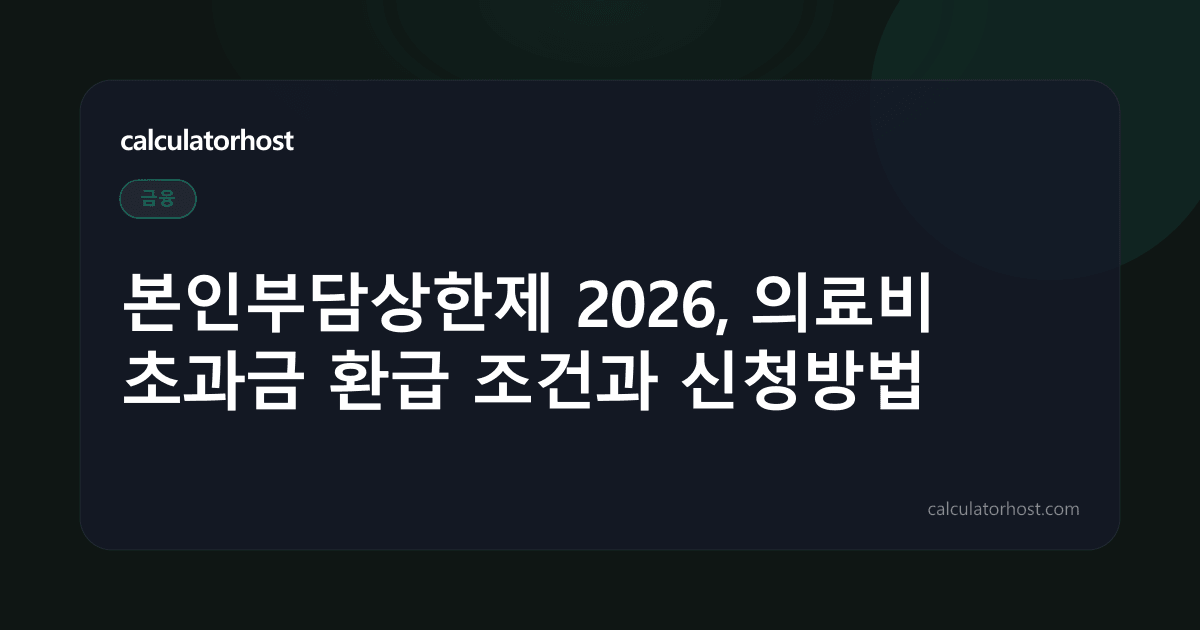 calculatorhost
금융
본인부담상한제 2026, 의료비
초과금 환급 조건과 신청방법
calculatorhost.com